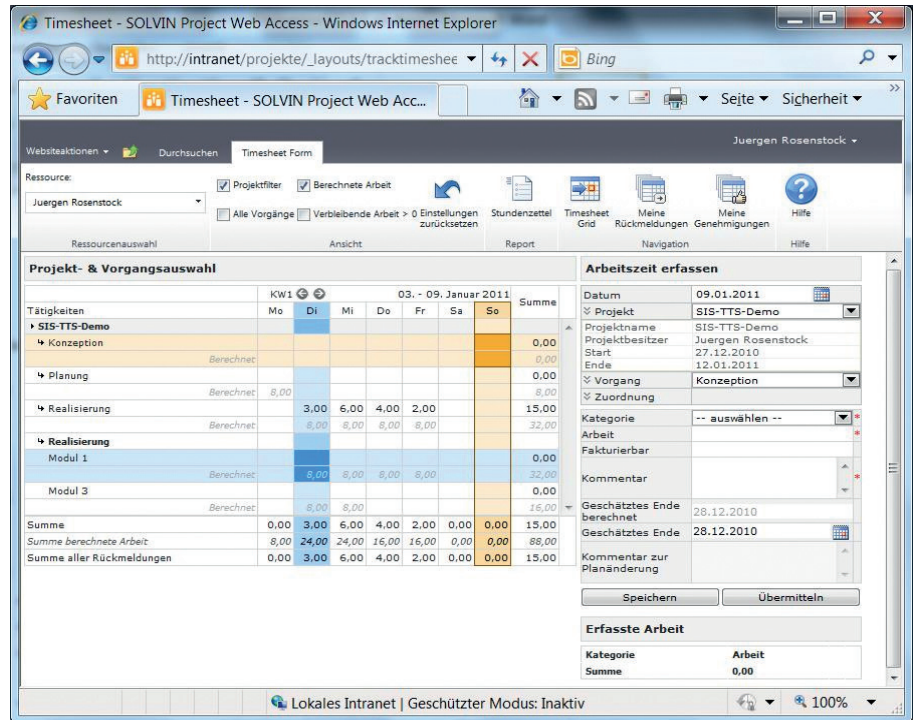 Timesheet - SOLVIN Project Web Access - Windows Internet Explorer
http://intranet/projekte/_layouts/tracktimeshee
Bing
Favoriten
Timesheet - SOLVIN Project Web Acc...
Seite
Sicherheit
Juergen Rosenstock
Websiteaktionen
Durchsuchen
Timesheet Form
Ressource:
Juergen Rosenstock
Ressourcenauswahl
Projektfilter
Berechnete Arbeit
Alle Vorgänge
Verbleibende Arbeit > 0
Einstellungen zurücksetzen
Ansicht
Stundenzettel
Report
Timesheet Grid
Meine Rückmeldungen
Meine Genehmigungen
Navigation
Hilfe
Hilfe
Projekt- & Vorgangsauswahl
KW1 03. - 09. Januar 2011 Summe
Tätigkeiten Mo Di Mi Do Fr Sa So
SIS-TTS-Demo
Konzeption 0,00
Berechnet 0,00
Planung 0,00
Berechnet 8,00 8,00
Realisierung 3,00 6,00 4,00 2,00 15,00
Berechnet 8,00 8,00 8,00 8,00 32,00
Realisierung
Modul 1 0,00
Berechnet 8,00 8,00 8,00 8,00 32,00
Modul 3 0,00
Berechnet 8,00 8,00 16,00
Summe 0,00 3,00 6,00 4,00 2,00 0,00 0,00 15,00
Summe berechnete Arbeit 8,00 24,00 24,00 16,00 16,00 0,00 0,00 88,00
Summe aller Rückmeldungen 0,00 3,00 6,00 4,00 2,00 0,00 0,00 15,00
Arbeitszeit erfassen
Datum 09.01.2011
Projekt SIS-TTS-Demo
Projektname SIS-TTS-Demo
Projektbesitzer Juergen Rosenstock
Start 27.12.2010
Ende 12.01.2011
Vorgang Konzeption
Zuordnung
Kategorie -- auswählen -- *
Arbeit *
Fakturierbar
Kommentar *
Geschätztes Ende berechnet 28.12.2010
Geschätztes Ende 28.12.2010
Kommentar zur Planänderung
Speichern
Übermitteln
Erfasste Arbeit
Kategorie Arbeit
Summe 0,00
Lokales Intranet | Geschützter Modus: Inaktiv
100%